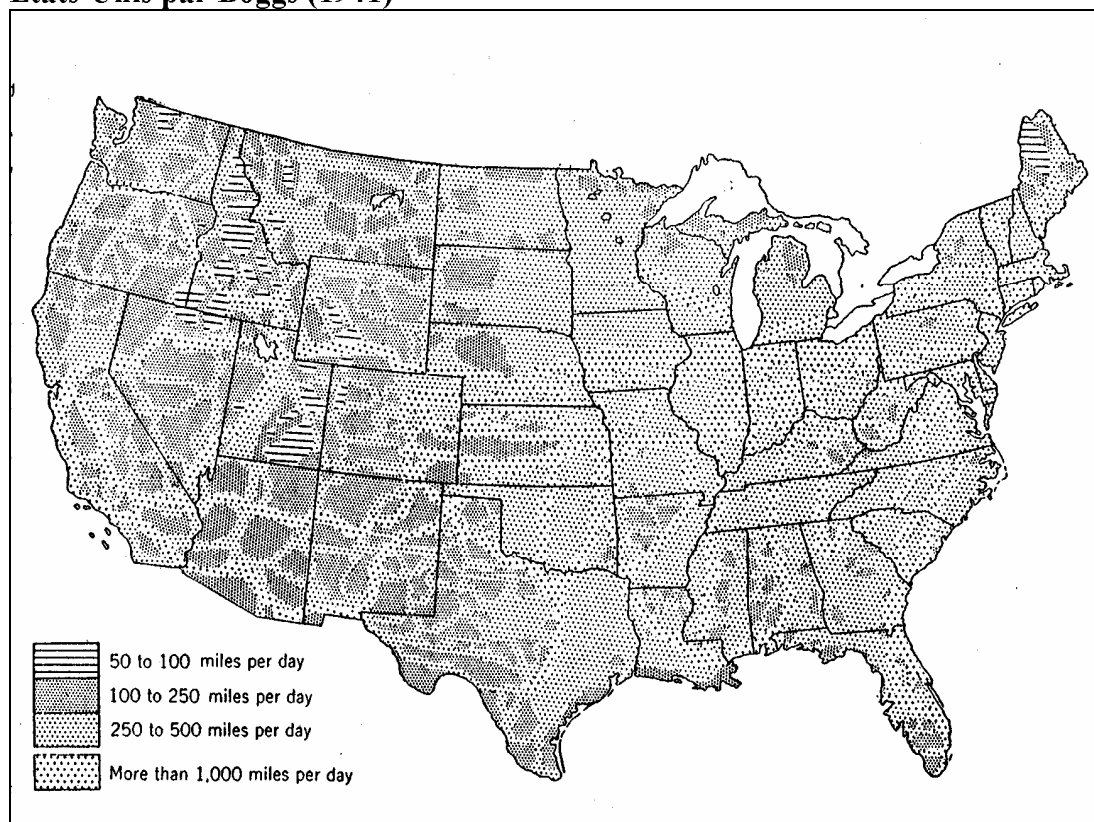 Etats-Unis par Boggs (1941)
50 to 100 miles per day
100 to 250 miles per day
250 to 500 miles per day
More than 1,000 miles per day